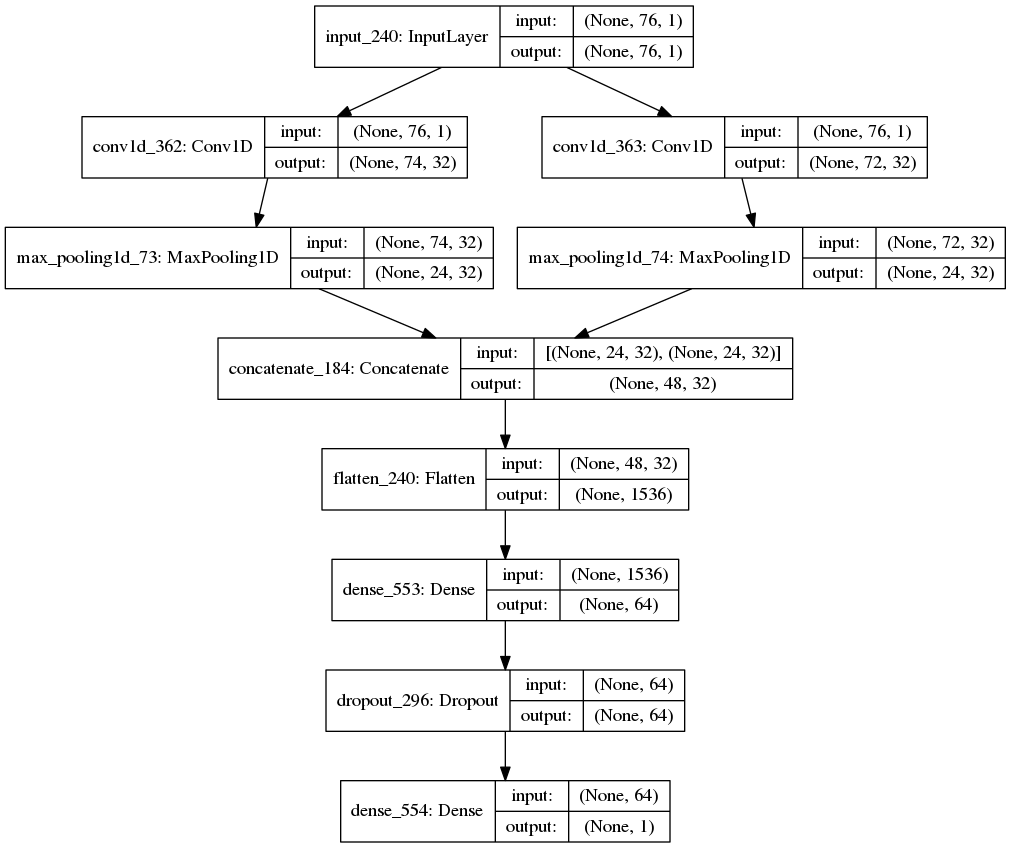 input_240: InputLayer
input: (None, 76, 1)
output: (None, 76, 1)
conv1d_362: Conv1D
input: (None, 76, 1)
output: (None, 74, 32)
conv1d_363: Conv1D
input: (None, 76, 1)
output: (None, 72, 32)
max_pooling1d_73: MaxPooling1D
input: (None, 74, 32)
output: (None, 24, 32)
max_pooling1d_74: MaxPooling1D
input: (None, 72, 32)
output: (None, 24, 32)
concatenate_184: Concatenate
input: [(None, 24, 32), (None, 24, 32)]
output: (None, 48, 32)
flatten_240: Flatten
input: (None, 48, 32)
output: (None, 1536)
dense_553: Dense
input: (None, 1536)
output: (None, 64)
dropout_296: Dropout
input: (None, 64)
output: (None, 64)
dense_554: Dense
input: (None, 64)
output: (None, 1)